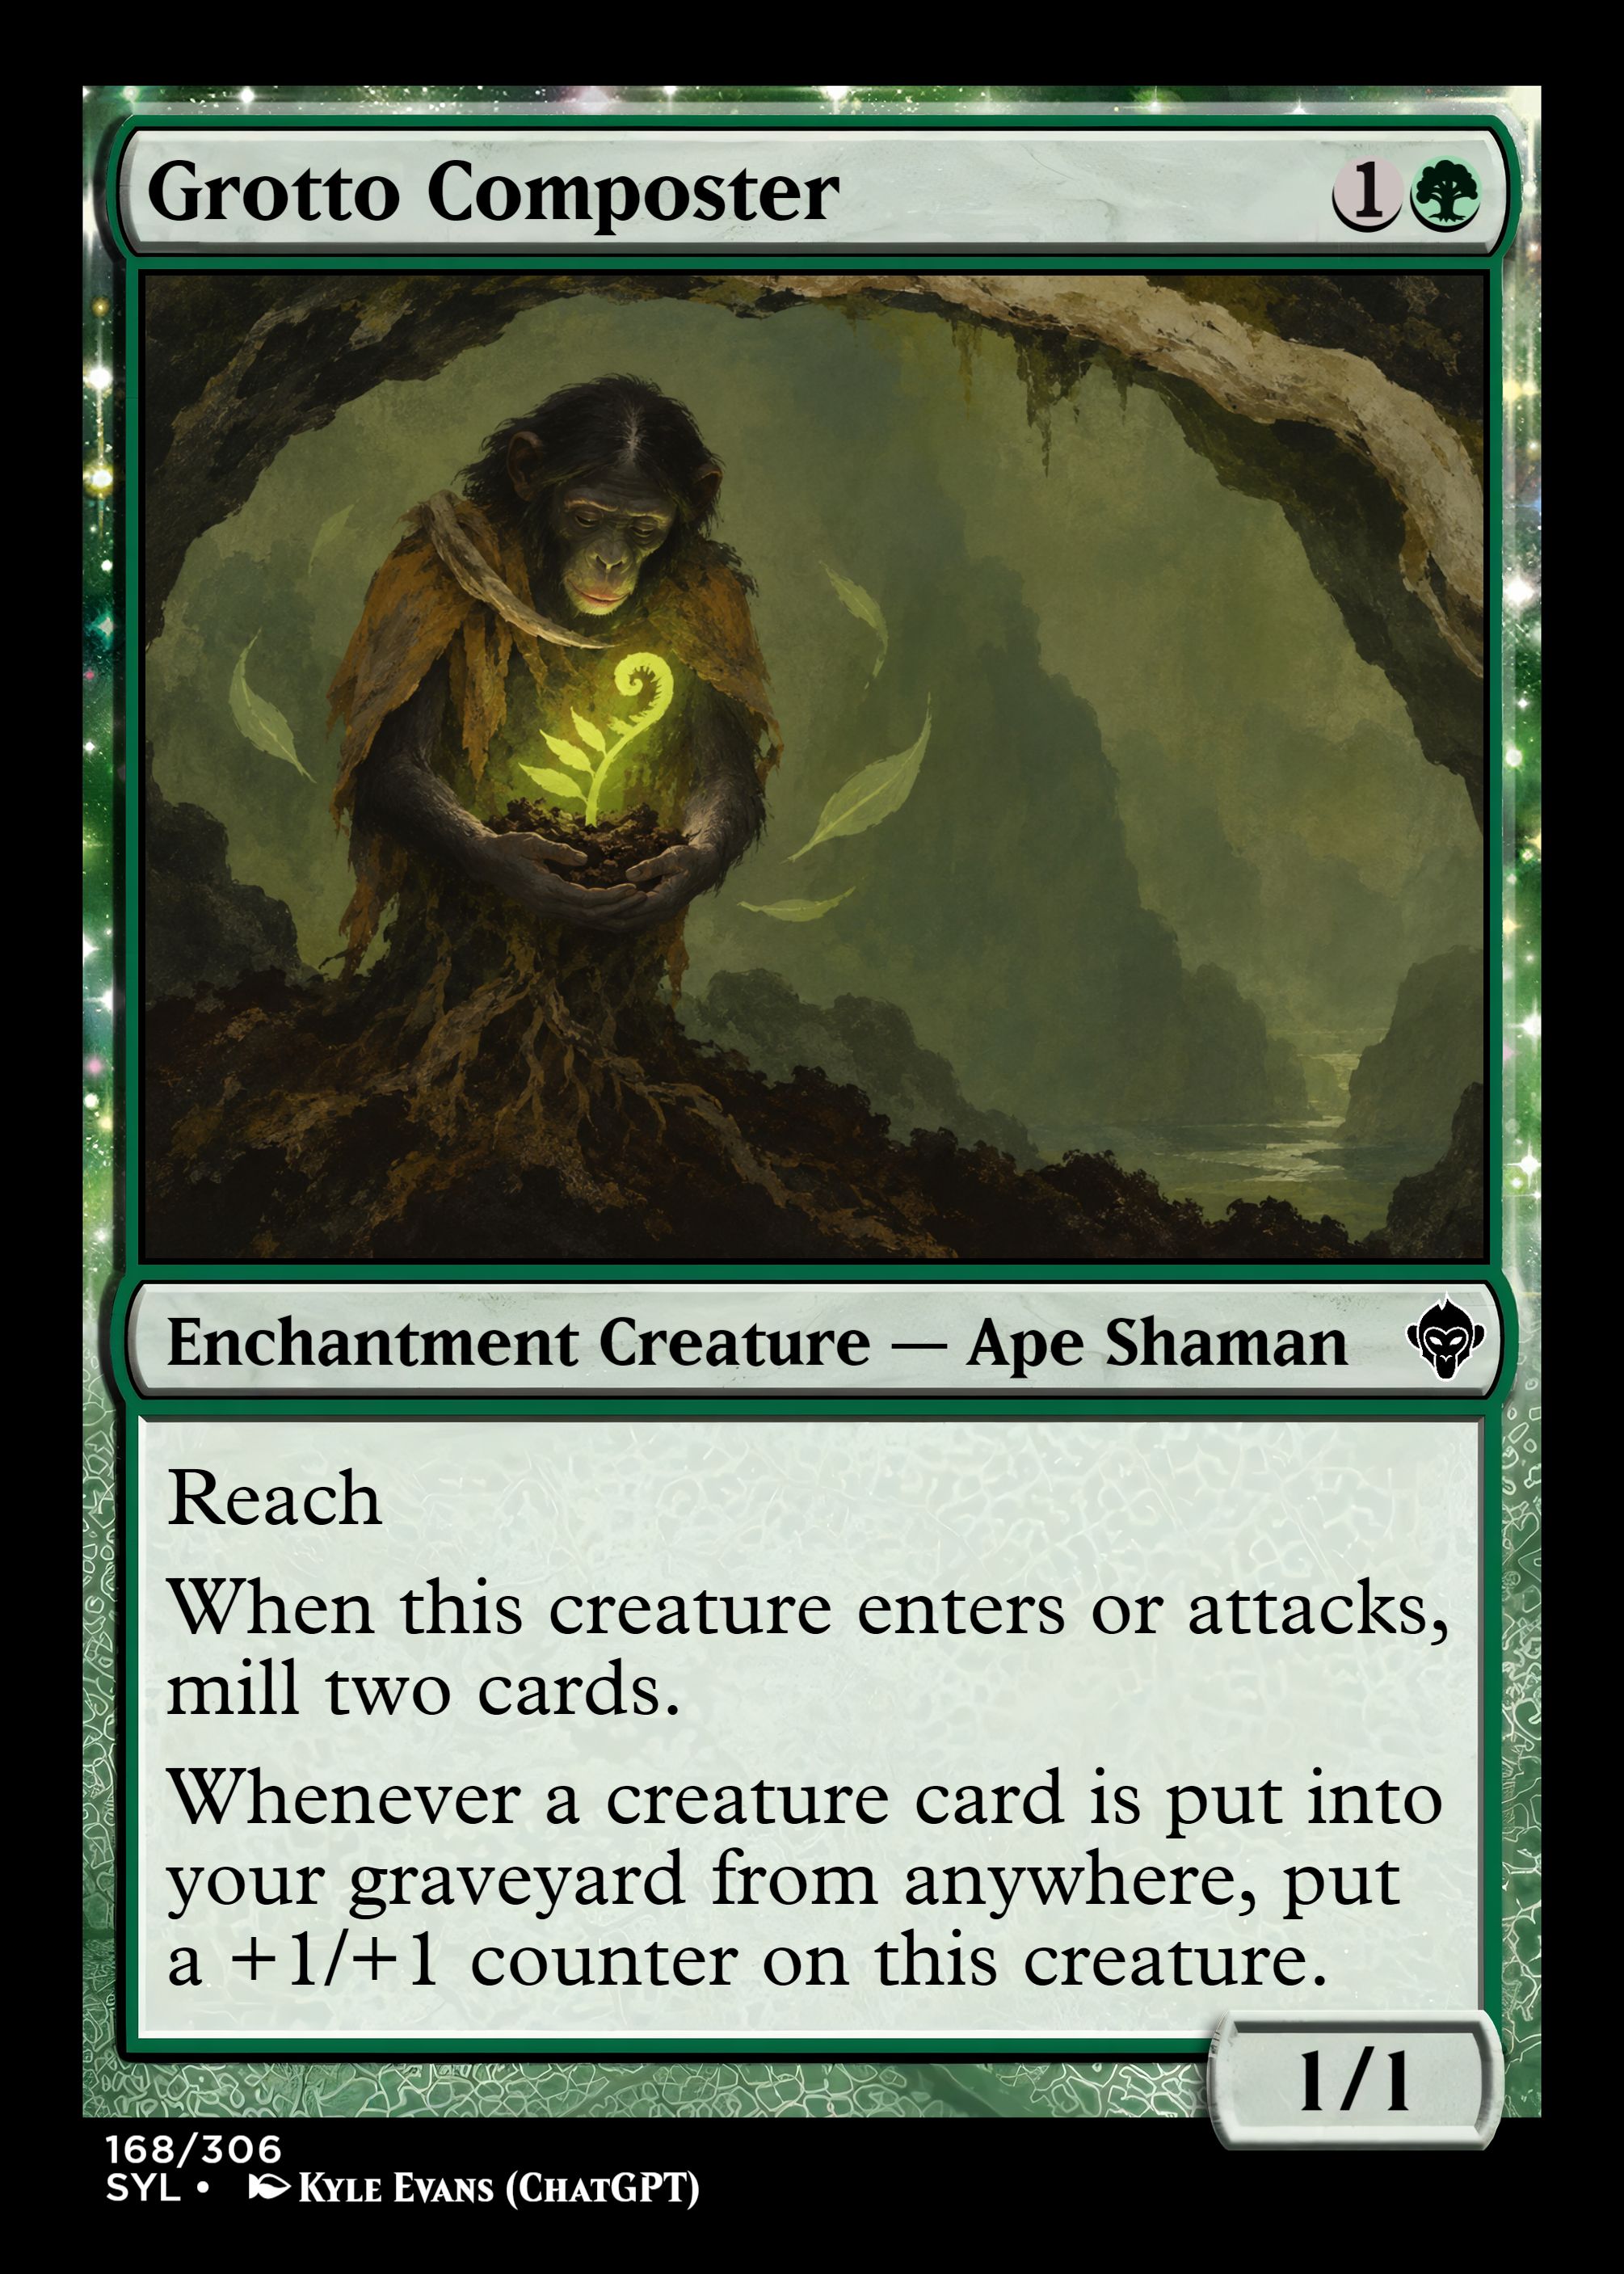 Grotto Composter
1
Enchantment Creature — Ape Shaman
Reach
When this creature enters or attacks,
mill two cards.
Whenever a creature card is put into
your graveyard from anywhere, put
a +1/+1 counter on this creature.
1/1
168/306
SYL • Kyle Evans (ChatGPT)